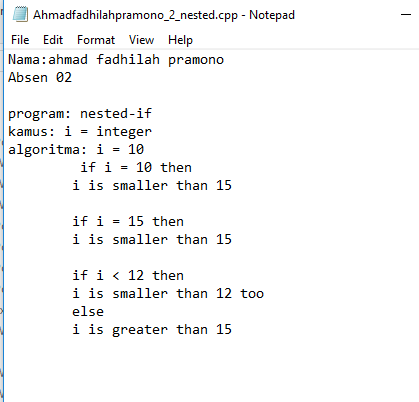 Ahmadfadhilahpramono_2_nested.cpp - Notepad
File Edit Format View Help
Nama:ahmad fadhilah pramono
Absen 02
program: nested-if
kamus: i = integer
algoritma: i = 10
if i = 10 then
i is smaller than 15
if i = 15 then
i is smaller than 15
if i < 12 then
i is smaller than 12 too
else
i is greater than 15